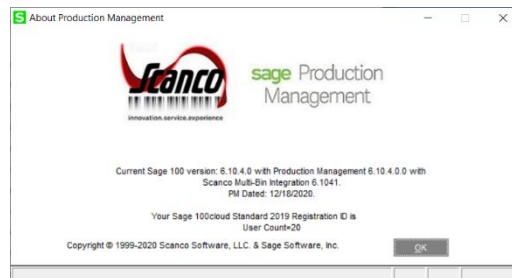 About Production Management
Scanco
innovation.service.experience
sage Production
Management
Current Sage 100 version: 6.10.4.0 with Production Management 6.10.4.0.0 with
Scanco Multi-Bin Integration 6.1041.
PM Dated: 12/18/2020.
Your Sage 100cloud Standard 2019 Registration ID is
User Count=20
Copyright © 1999-2020 Scanco Software, LLC. & Sage Software, Inc.
OK